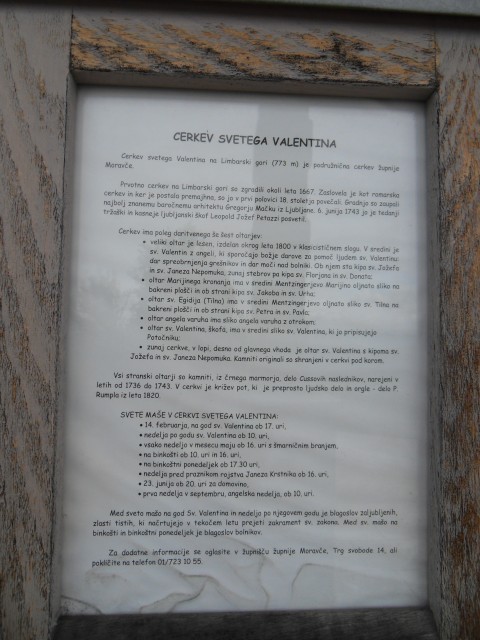 CERKEV SVETEGA VALENTINA
Cerkev svetega Valentina na Limbarski gori (773 m) je podružnična cerkev župnije
Moravče.
Prvotno cerkev na Limbarski gori so zgradili okoli leta 1667. Zaslovela je kot romarska
cerkev in ker je postala premajhna, so jo v prvi polovici 18. stoletja povečali. Gradnjo so zaupali
najbolj znanemu baročnemu arhitektu Gregorju Mačku iz Ljubljane. 6. junija 1743 jo je tedanji
tržaški in kasneje ljubljanski škof Leopold Jožef Petazzi posvetil.
Cerkev ima poleg daritvenega še šest oltarjev:
• veliki oltar je lesen, izdelan okrog leta 1800 v klasicističnem slogu. V sredini je
sv. Valentin z angeli, ki sporočajo božje darove za pomoč ljudem sv. Valentinu:
dar spreobrnjenja grešnikov in dar moči nad bolniki. Ob njem sta kipa sv. Jožefa
in sv. Janeza Nepomuka, zunaj stebrov pa kipa sv. Florjana in sv. Donata;
• oltar Marijinega kronanja ima v sredini Mentzingerjevo Marijino oljnato sliko na
bakreni plošči in ob strani kipa sv. Jakoba in sv. Urha;
• oltar sv. Egidija (Tilna) ima v sredini Mentzingerjevo oljnato sliko sv. Tilna na
bakreni plošči in ob strani kipa sv. Petra in sv. Pavla;
• oltar angela varuha ima sliko angela varuha z otrokom;
• oltar sv. Valentina, škofa, ima v sredini sliko sv. Valentina, ki jo pripisujejo
Potočniku;
• zunaj cerkve, v lopi, desno od glavnega vhoda je oltar sv. Valentina s kipoma sv.
Jožefa in sv. Janeza Nepomuka. Kamniti originali so shranjeni v cerkvi pod korom.
Vsi stranski oltarji so kamniti, iz črnega marmorja, delo Cussovih naslednikov, narejeni v
letih od 1736 do 1743. V cerkvi je križev pot, ki je preprosto ljudsko delo in orgle - delo F.
Rumpla iz leta 1820.
SVETE MAŠE V CERKVI SVETEGA VALENTINA:
• 14. februarja, na god sv. Valentina ob 17. uri,
• nedelja po godu sv. Valentina ob 10. uri,
• vsako nedeljo v mesecu maju ob 16. uri s šmarničnim branjem,
• na binkošti ob 10. uri in 16. uri,
• na binkoštni ponedeljek ob 17.30 uri,
• nedelja pred praznikom rojstva Janeza Krstnika ob 16. uri,
• 23. junija ob 20. uri za domovino,
• prva nedelja v septembru, angelska nedelja, ob 10. uri.
Med sveto mašo na god Sv. Valentina in nedeljo po njegovem godu je blagoslov zaljubljenih,
zlasti tistih, ki načrtujejo v tekočem letu prejeti zakrament sv. zakona. Med sv. mašo na
binkošti in binkoštni ponedeljek je blagoslov bolnikov.
Za dodatne informacije se oglasite v župnišču župnije Moravče, Trg svobode 14, ali
pokličite na telefon 01/723 10 55.